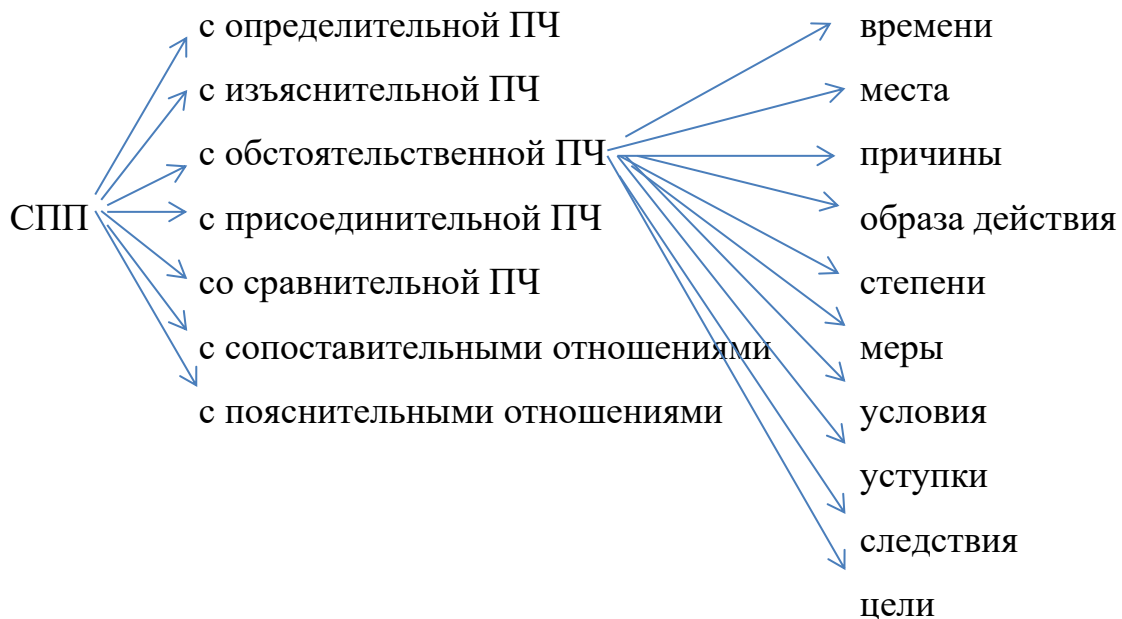 с определительной ПЧ
с изъяснительной ПЧ
с обстоятельственной ПЧ
с присоединительной ПЧ
СПП
со сравнительной ПЧ
с сопоставительными отношениями
с пояснительными отношениями
времени
места
причины
образа действия
степени
меры
условия
уступки
следствия
цели